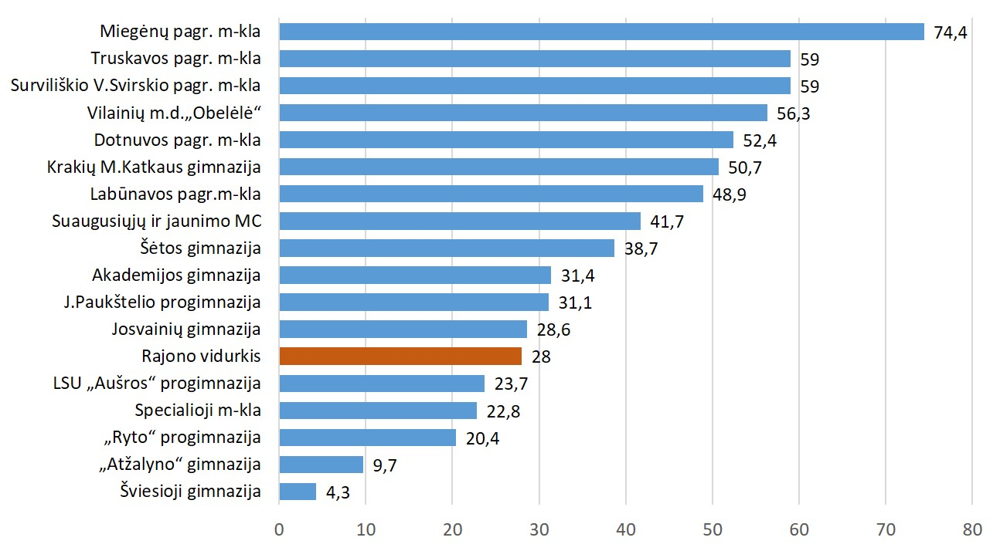 Miegėnų pagr. m-kla 74,4
Truskavos pagr. m-kla 59
Surviliškio V.Svirskio pagr. m-kla 59
Vilainių m.d.„Obelėlė“ 56,3
Dotnuvos pagr. m-kla 52,4
Krakių M.Katkaus gimnazija 50,7
Labūnavos pagr.m-kla 48,9
Suaugusiųjų ir jaunimo MC 41,7
Šėtos gimnazija 38,7
Akademijos gimnazija 31,4
J.Paukštelio progimnazija 31,1
Josvainių gimnazija 28,6
Rajono vidurkis 28
LSU „Aušros“ progimnazija 23,7
Specialioji m-kla 22,8
„Ryto“ progimnazija 20,4
„Atžalyno“ gimnazija 9,7
Šviesioji gimnazija 4,3
0 10 20 30 40 50 60 70 80